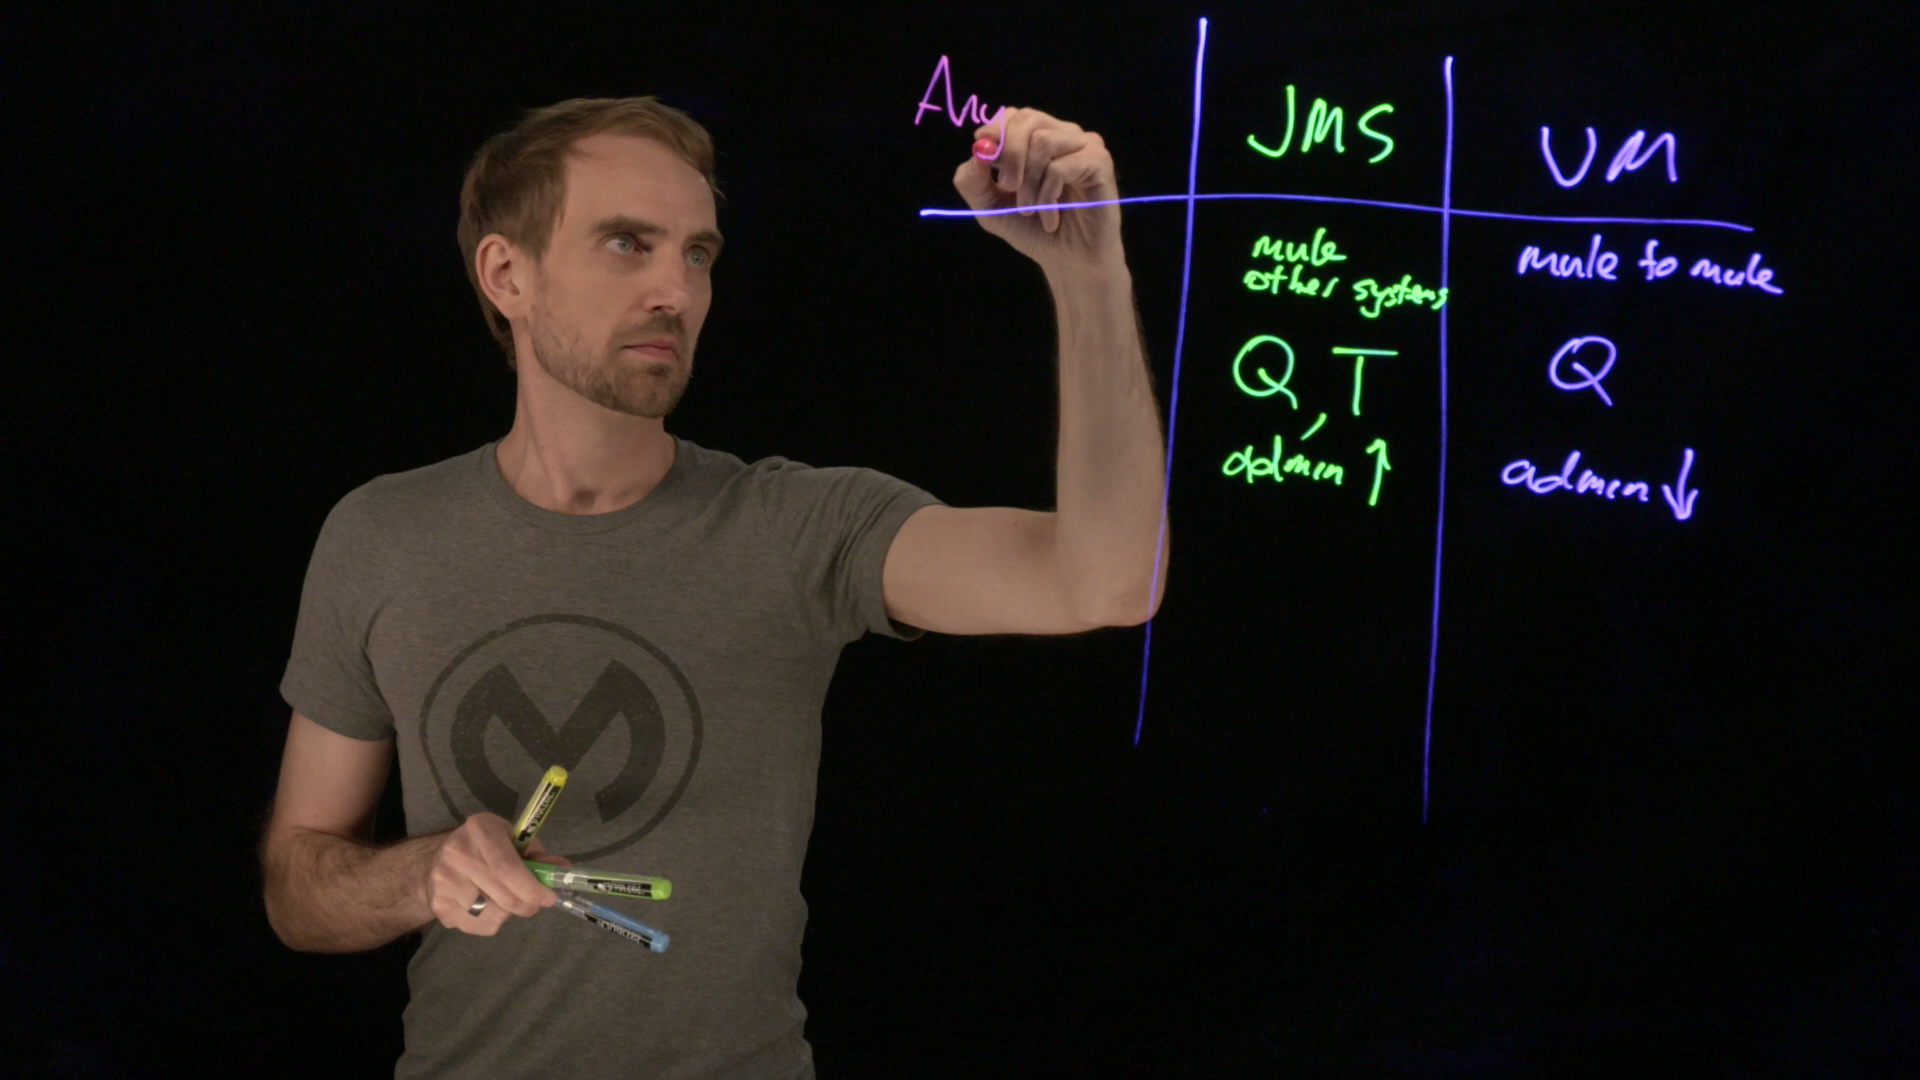 Any
JMS
VM
mule
other systems
mule to mule
Q, T
Q
admin ↑
admin ↓